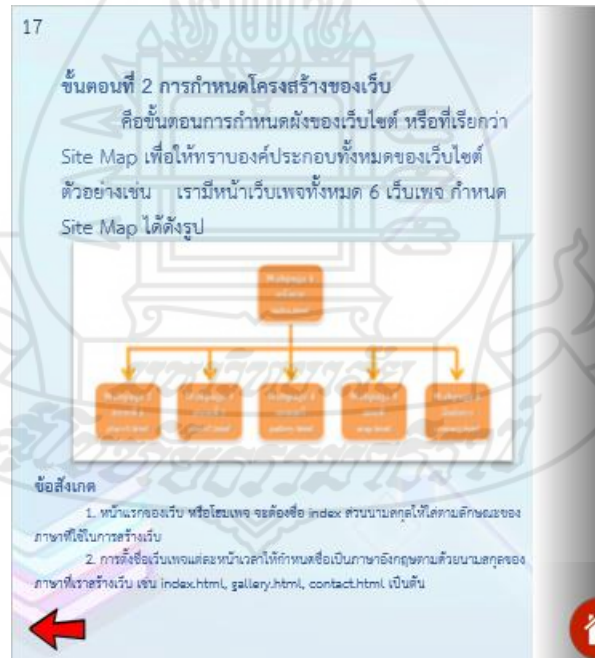 17
ขั้นตอนที่ 2 การกำหนดโครงสร้างของเว็บ
คือขั้นตอนการกำหนดผังของเว็บไซต์ หรือที่เรียกว่า
Site Map เพื่อให้ทราบองค์ประกอบทั้งหมดของเว็บไซต์
ตัวอย่างเช่น เรามีหน้าเว็บเพจทั้งหมด 6 เว็บเพจ กำหนด
Site Map ได้ดังรูป
ข้อสังเกต
1. หน้าแรกของเว็บ หรือโฮมเพจ จะต้องชื่อ index ส่วนนามสกุลให้ใส่ตามลักษณะของ
ภาษาที่ใช้ในการสร้างเว็บ
2. การตั้งชื่อเว็บเพจแต่ละหน้าเวลาให้กำหนดชื่อเป็นภาษาอังกฤษตามด้วยนามสกุลของ
ภาษาที่เราสร้างเว็บ เช่น index.html, gallery.html, contact.html เป็นต้น